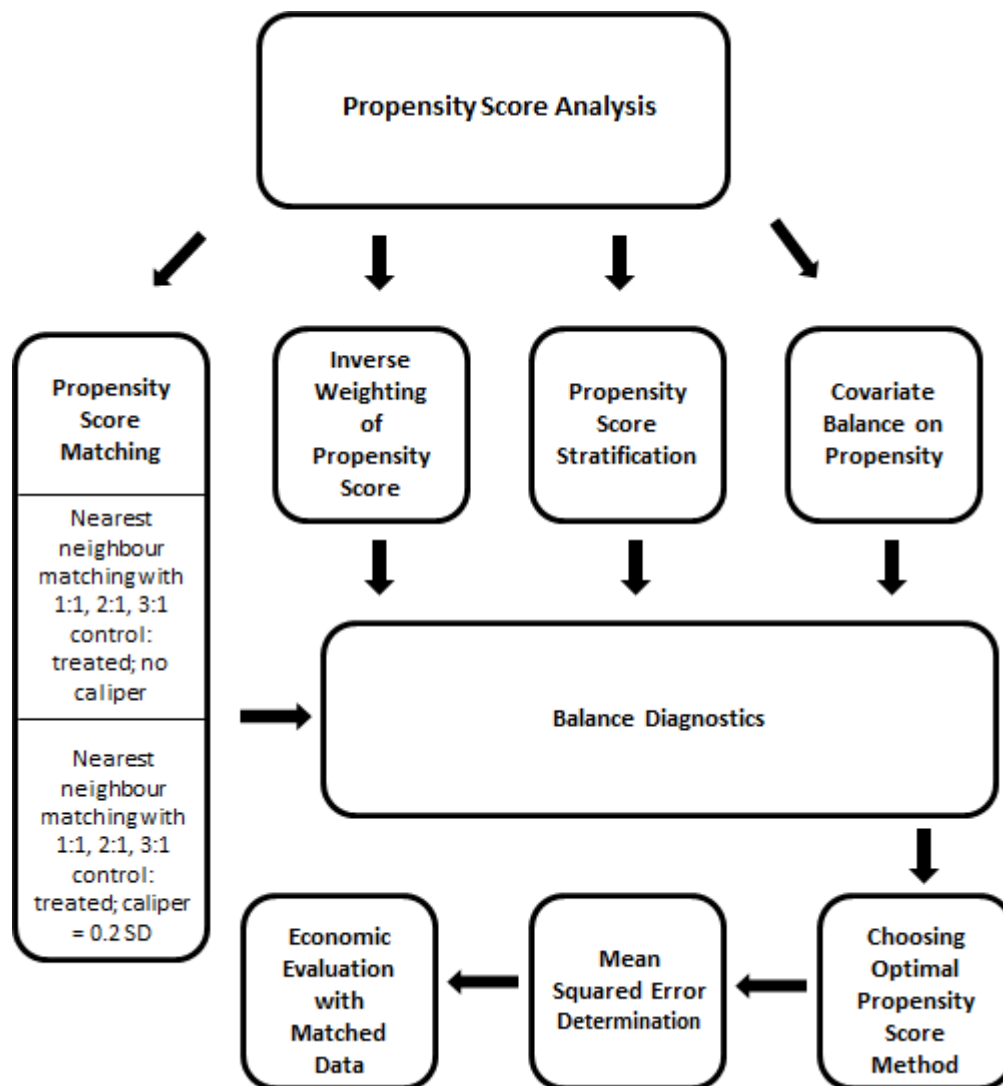 Propensity Score Analysis
Propensity
Score
Matching
Nearest
neighbour
matching with
1:1, 2:1, 3:1
control:
treated; no
caliper
Nearest
neighbour
matching with
1:1, 2:1, 3:1
control:
treated; caliper
= 0.2 SD
Inverse
Weighting
of
Propensity
Score
Propensity
Score
Stratification
Covariate
Balance on
Propensity
Balance Diagnostics
Choosing
Optimal
Propensity
Score
Method
Mean
Squared Error
Determination
Economic
Evaluation
with
Matched
Data